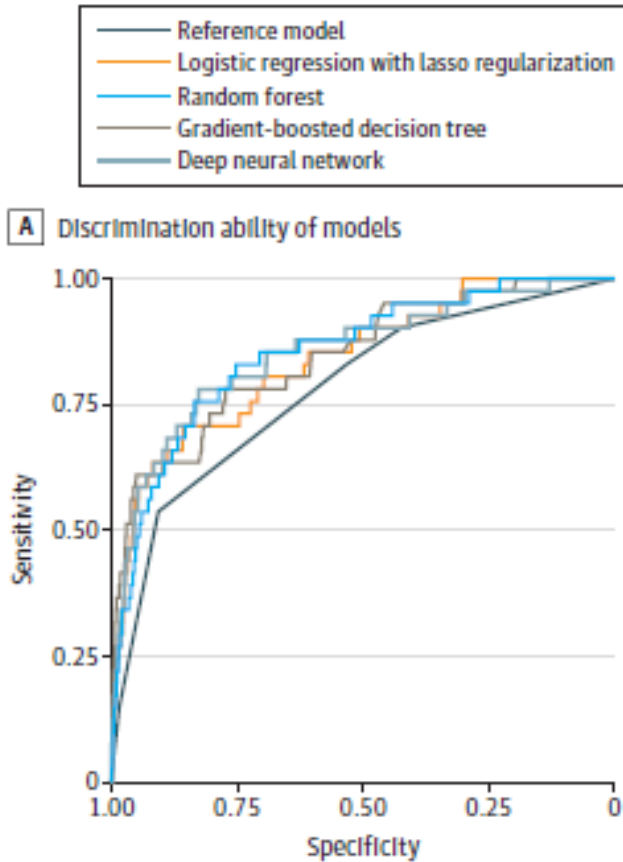 Reference model
Logistic regression with lasso regularization
Random forest
Gradient-boosted decision tree
Deep neural network
A Discrimination ability of models
1.00
0.75
0.50
0.25
0
Sensitivity
1.00 0.75 0.50 0.25 0
Specificity